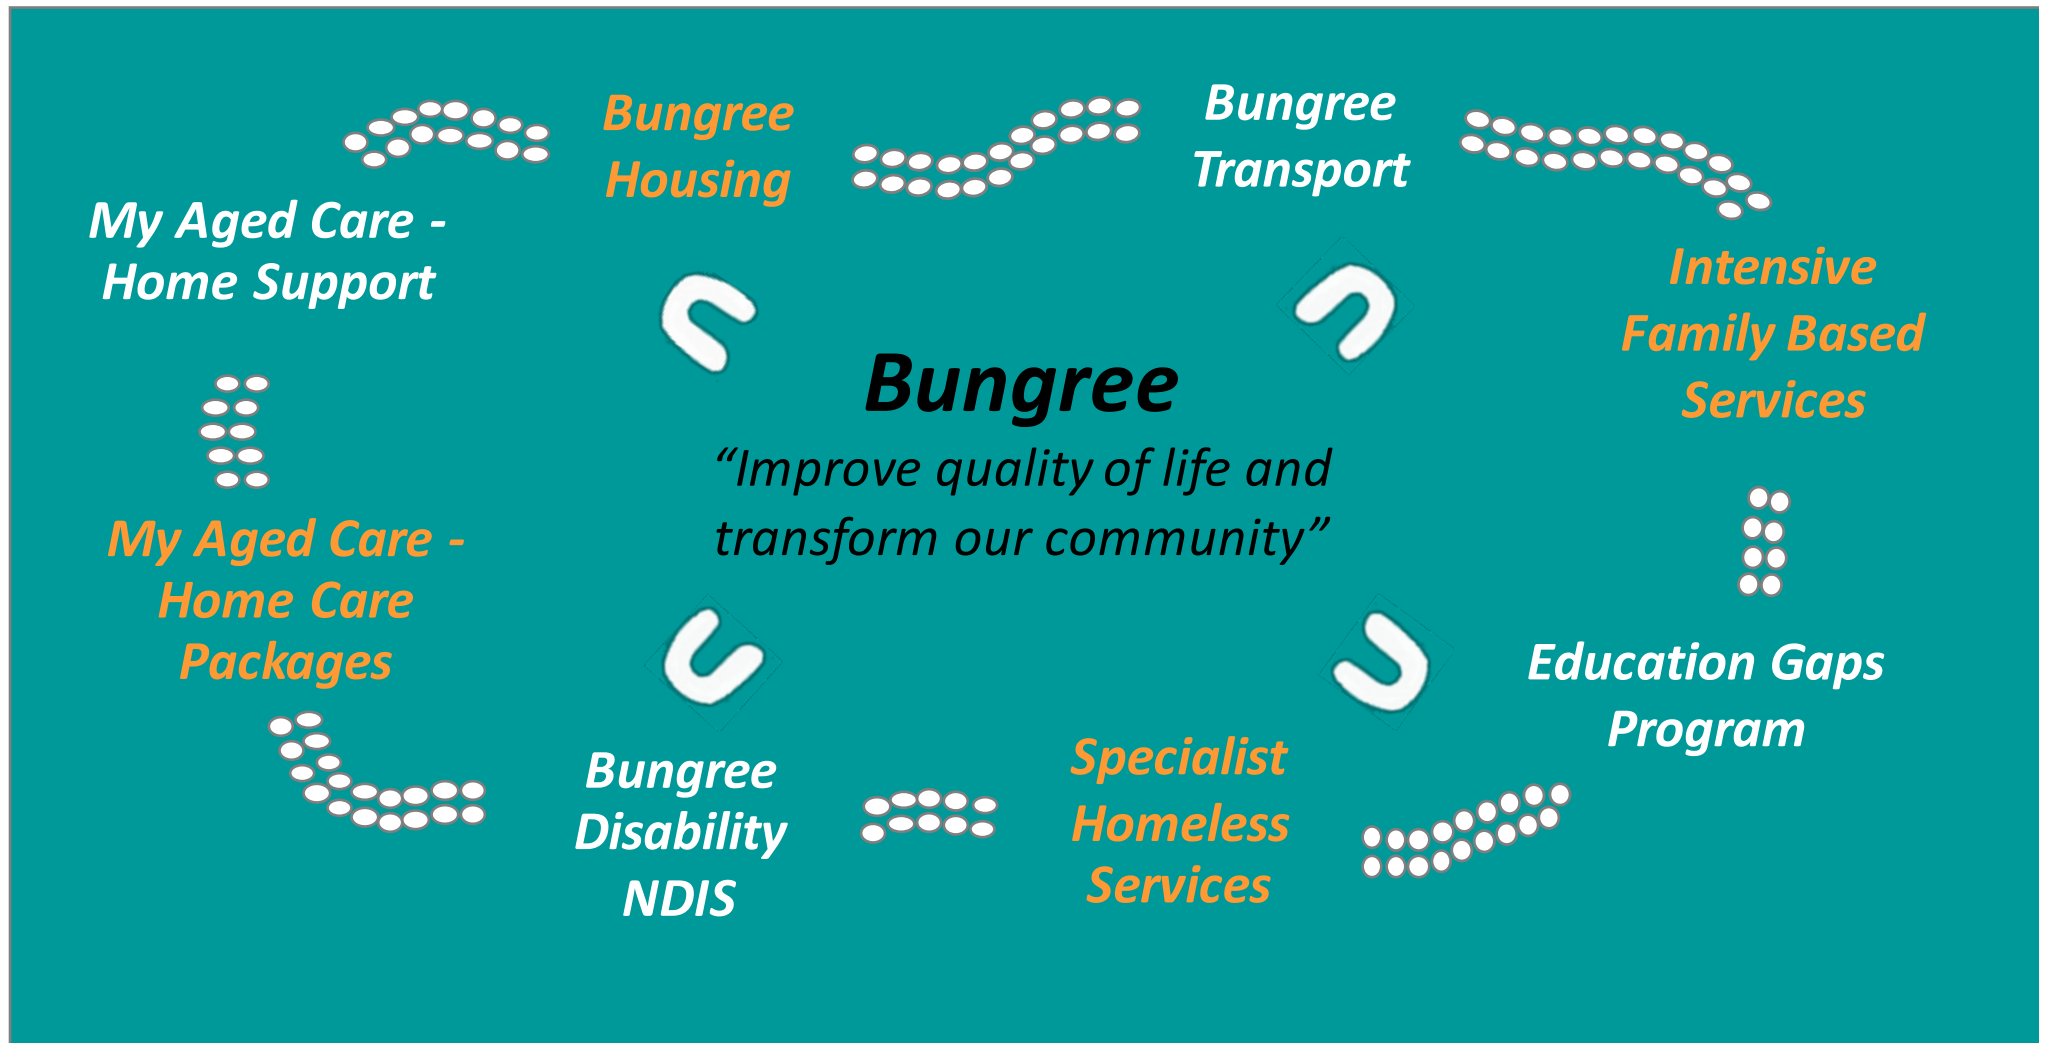 Bungree
Housing
Bungree
Transport
My Aged Care -
Home Support
Intensive
Family Based
Services
Bungree
“Improve quality of life and
transform our community”
My Aged Care -
Home Care
Packages
Education Gaps
Program
Bungree
Disability
NDIS
Specialist
Homeless
Services